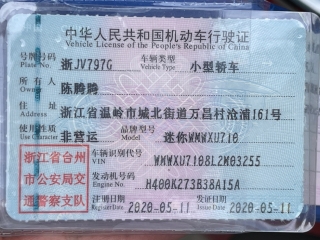 中华人民共和国机动车行驶证
Vehicle License of the People's Republic of China
号牌号码 浙JV797G 车辆类型 小型轿车
Plate No. Vehicle Type
所有人 陈腾腾
Owner
住址 浙江省温岭市城北街道万昌村沧浦161号
Address
使用性质 非营运 品牌型号 迷你WMWXU710
Use Character Model
浙江省台州
市公安局交
通警察支队
车辆识别代号 WMWXU7108L2M03255
VIN
发动机号码 H400K273B38A15A
Engine No.
注册日期 2020-05-11 发证日期 2020-05-11
Register Date Issue Date